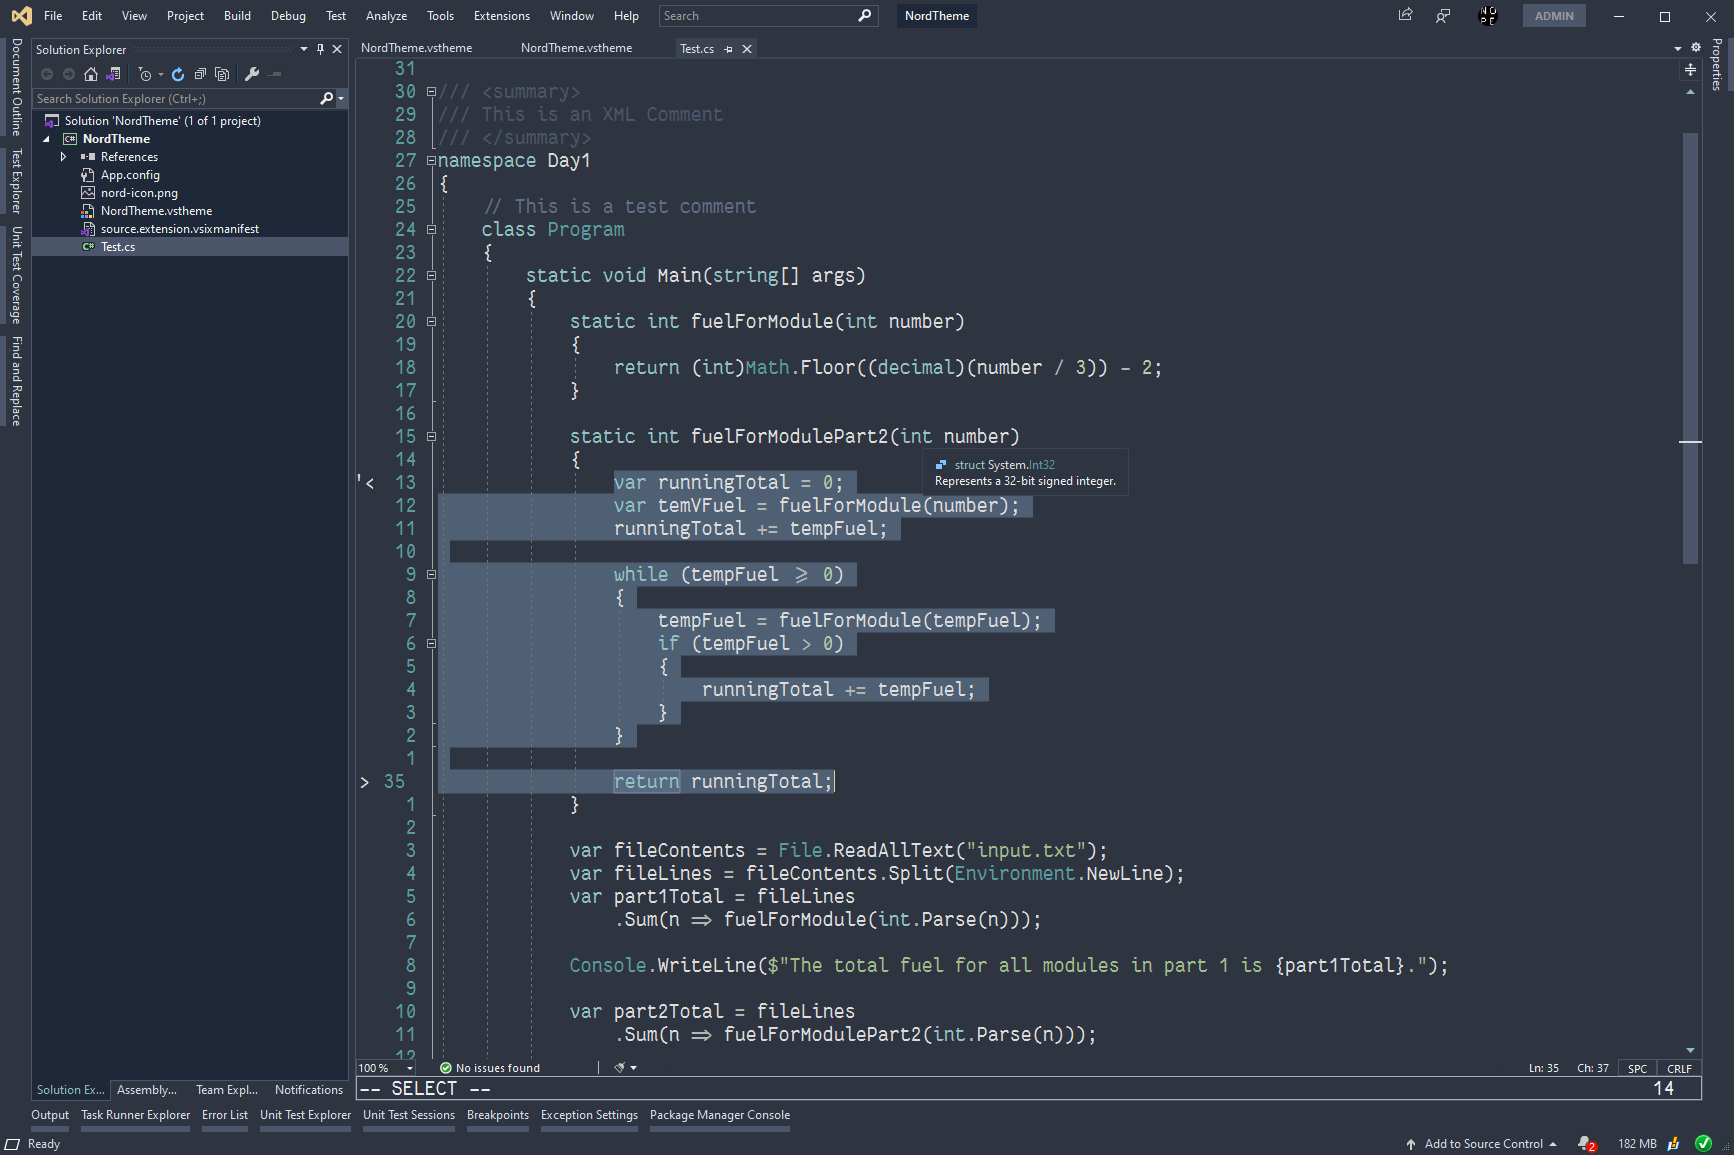 File Edit View Project Build Debug Test Analyze Tools Extensions Window Help Search NordTheme ADMIN
Document Outline
Test Explorer
Unit Test Coverage
Find and Replace
Solution Explorer
Search Solution Explorer (Ctrl+;)
Solution 'NordTheme' (1 of 1 project)
C# NordTheme
References
App.config
nord-icon.png
NordTheme.vstheme
source.extension.vsixmanifest
C# Test.cs
Solution Ex... Assembly... Team Expl... Notifications
NordTheme.vstheme NordTheme.vstheme Test.cs
Properties
31
30 /// <summary>
29 /// This is an XML Comment
28 /// </summary>
27 namespace Day1
26 {
25 // This is a test comment
24 class Program
23 {
22 static void Main(string[] args)
21 {
20 static int fuelForModule(int number)
19 {
18 return (int)Math.Floor((decimal)(number / 3)) - 2;
17 }
16
15 static int fuelForModulePart2(int number)
14 {
struct System.Int32
Represents a 32-bit signed integer.
'< 13 var runningTotal = 0;
12 var temVFuel = fuelForModule(number);
11 runningTotal += tempFuel;
10
9 while (tempFuel ⩾ 0)
8 {
7 tempFuel = fuelForModule(tempFuel);
6 if (tempFuel > 0)
5 {
4 runningTotal += tempFuel;
3 }
2 }
1
> 35 return runningTotal;
1 }
2
3 var fileContents = File.ReadAllText("input.txt");
4 var fileLines = fileContents.Split(Environment.NewLine);
5 var part1Total = fileLines
6 .Sum(n ⇒ fuelForModule(int.Parse(n)));
7
8 Console.WriteLine($"The total fuel for all modules in part 1 is {part1Total}.");
9
10 var part2Total = fileLines
11 .Sum(n ⇒ fuelForModulePart2(int.Parse(n)));
12
100 % No issues found Ln: 35 Ch: 37 SPC CRLF
-- SELECT -- 14
Output Task Runner Explorer Error List Unit Test Explorer Unit Test Sessions Breakpoints Exception Settings Package Manager Console
Ready Add to Source Control 2 182 MB